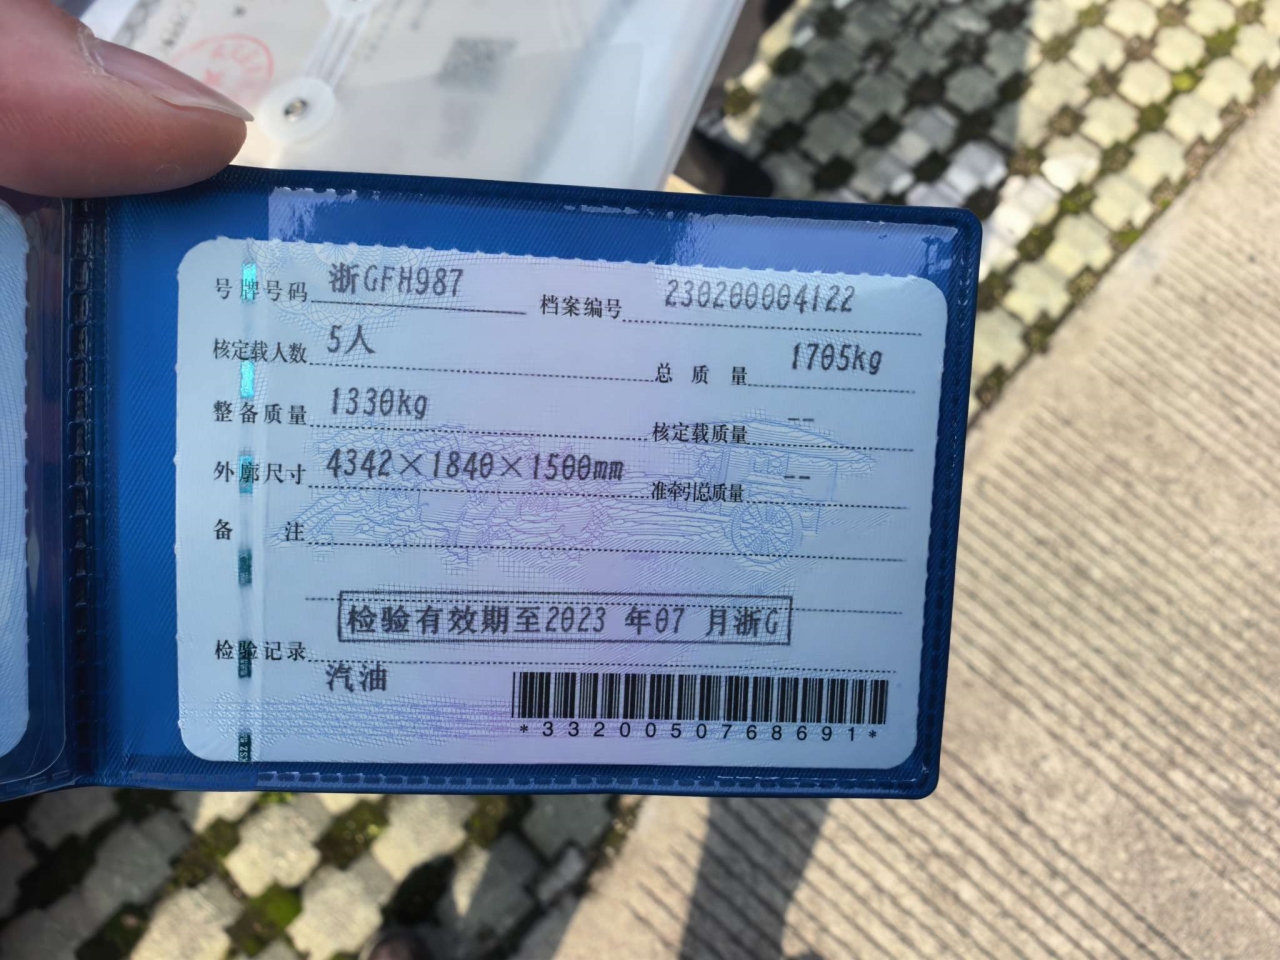 号牌号码 浙GFH987 档案编号 230200004122
核定载人数 5人 总质量 1705kg
整备质量 1330kg 核定载质量 --
外廓尺寸 4342×1840×1500mm 准牵引总质量 --
备注
检验有效期至2023 年07 月浙G
检验记录
汽油
*3320050768691*